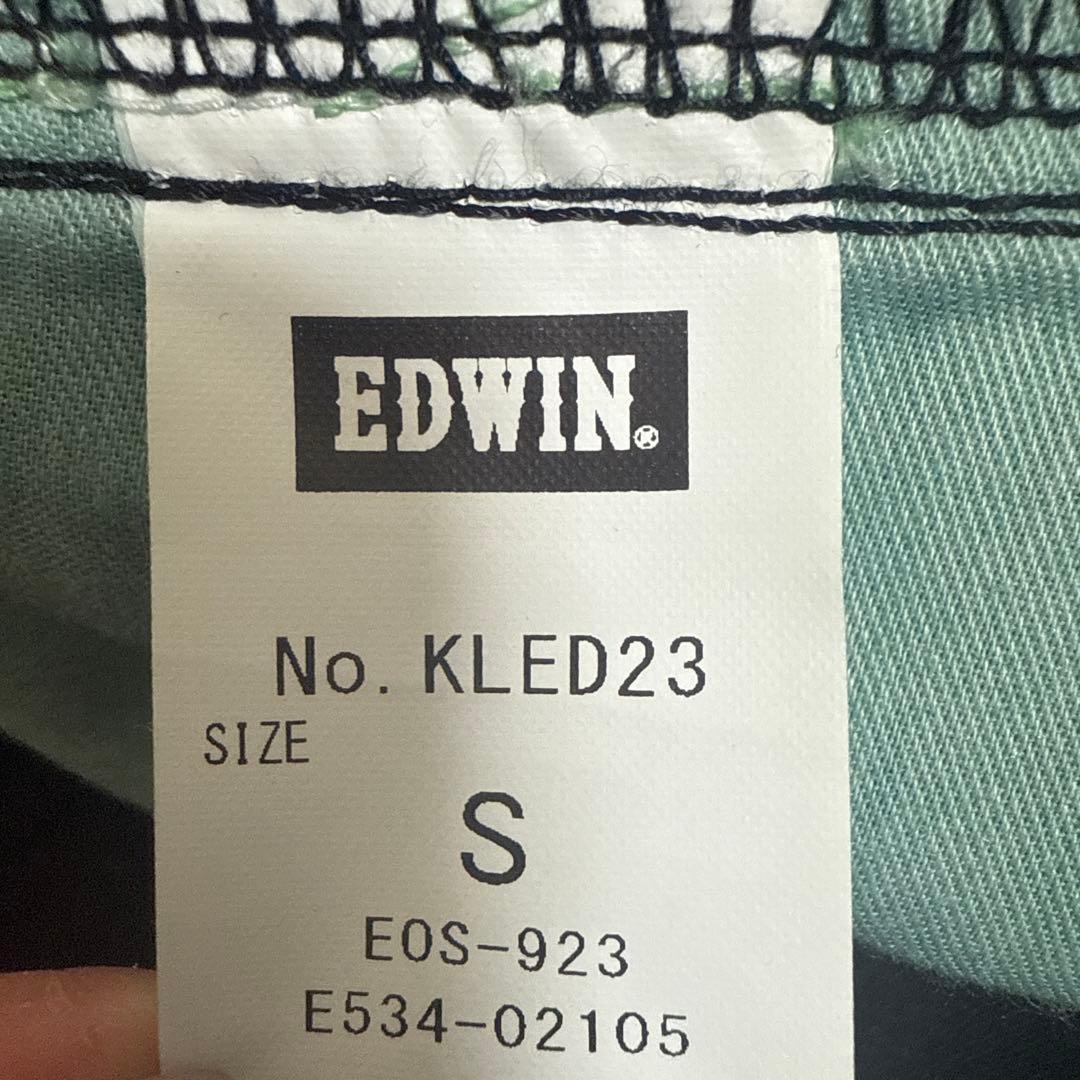 EDWIN®
No. KLED23
SIZE
S
EOS-923
E534-02105